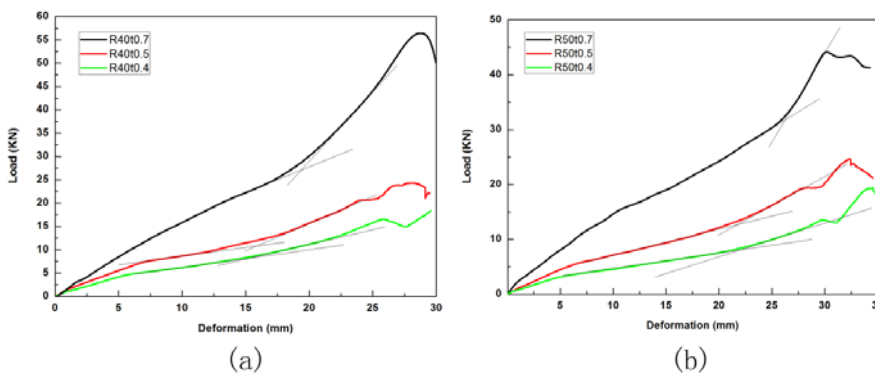 60
55
50
45
40
35
30
25
20
15
10
5
0
Load (KN)
R40t0.7
R40t0.5
R40t0.4
0 5 10 15 20 25 30
Deformation (mm)
(a)
50
40
30
20
10
0
Load (KN)
R50t0.7
R50t0.5
R50t0.4
5 10 15 20 25 30
Deformation (mm)
(b)